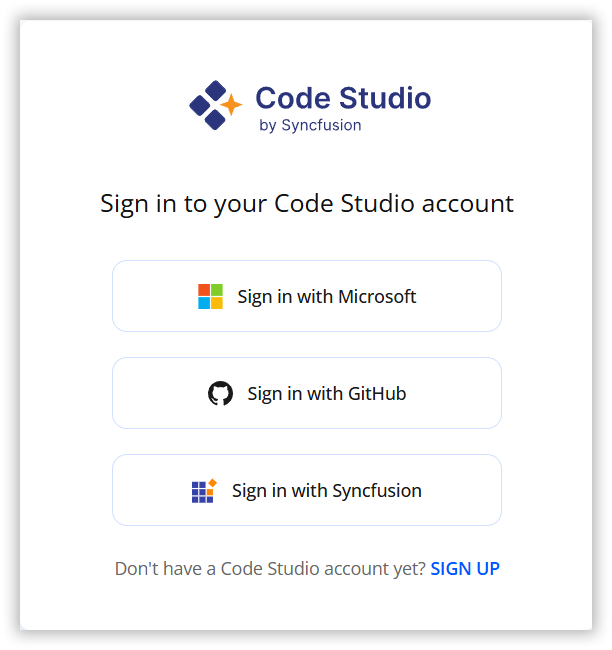 Code Studio
by Syncfusion
Sign in to your Code Studio account
Sign in with Microsoft
Sign in with GitHub
Sign in with Syncfusion
Don't have a Code Studio account yet? SIGN UP